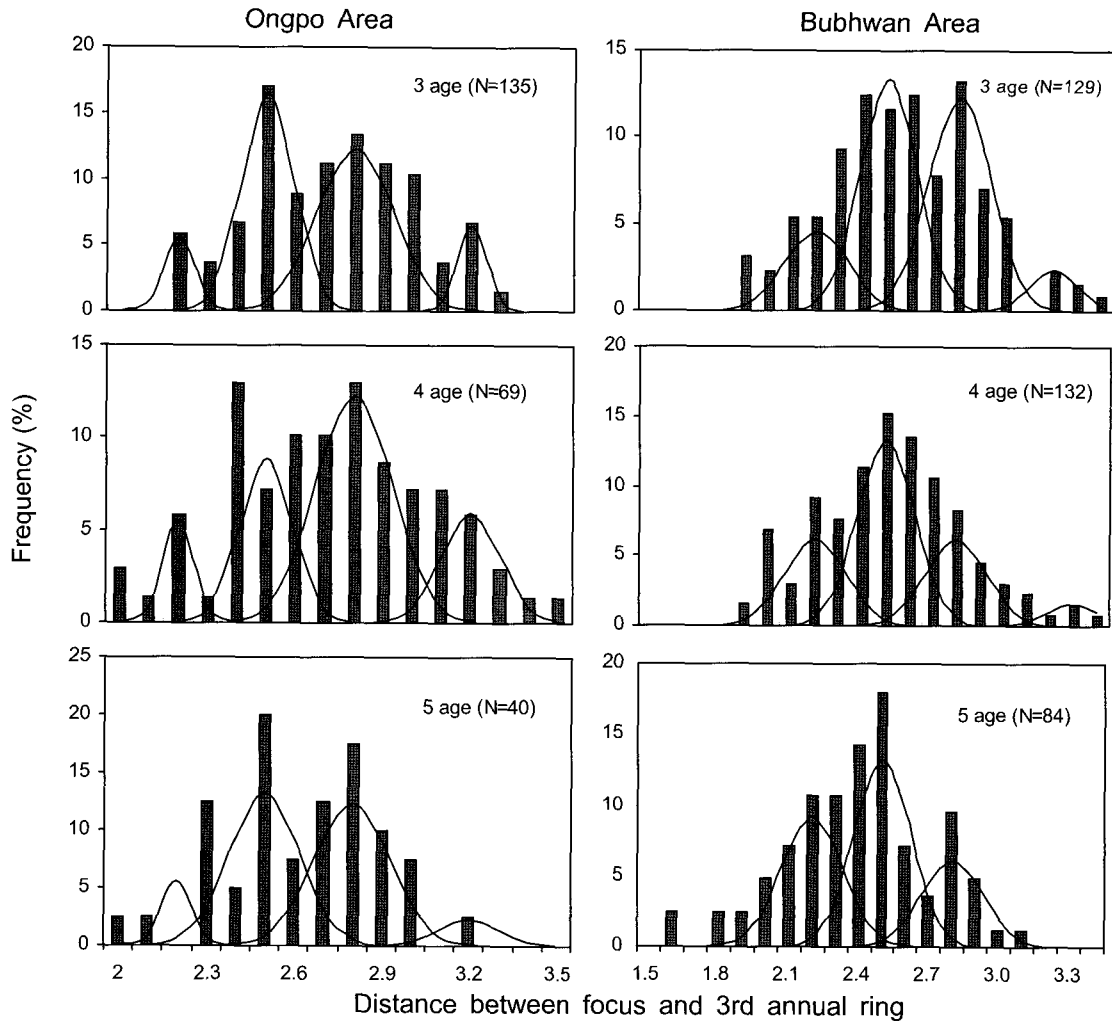 Ongpo Area
Bubhwan Area
20
15
10
5
0
3 age (N=135)
15
10
5
0
3 age (N=129)
Frequency (%)
15
10
5
0
4 age (N=69)
20
15
10
5
0
4 age (N=132)
25
20
15
10
5
0
5 age (N=40)
20
15
10
5
0
5 age (N=84)
2 2.3 2.6 2.9 3.2 3.5
1.5 1.8 2.1 2.4 2.7 3.0 3.3
Distance between focus and 3rd annual ring